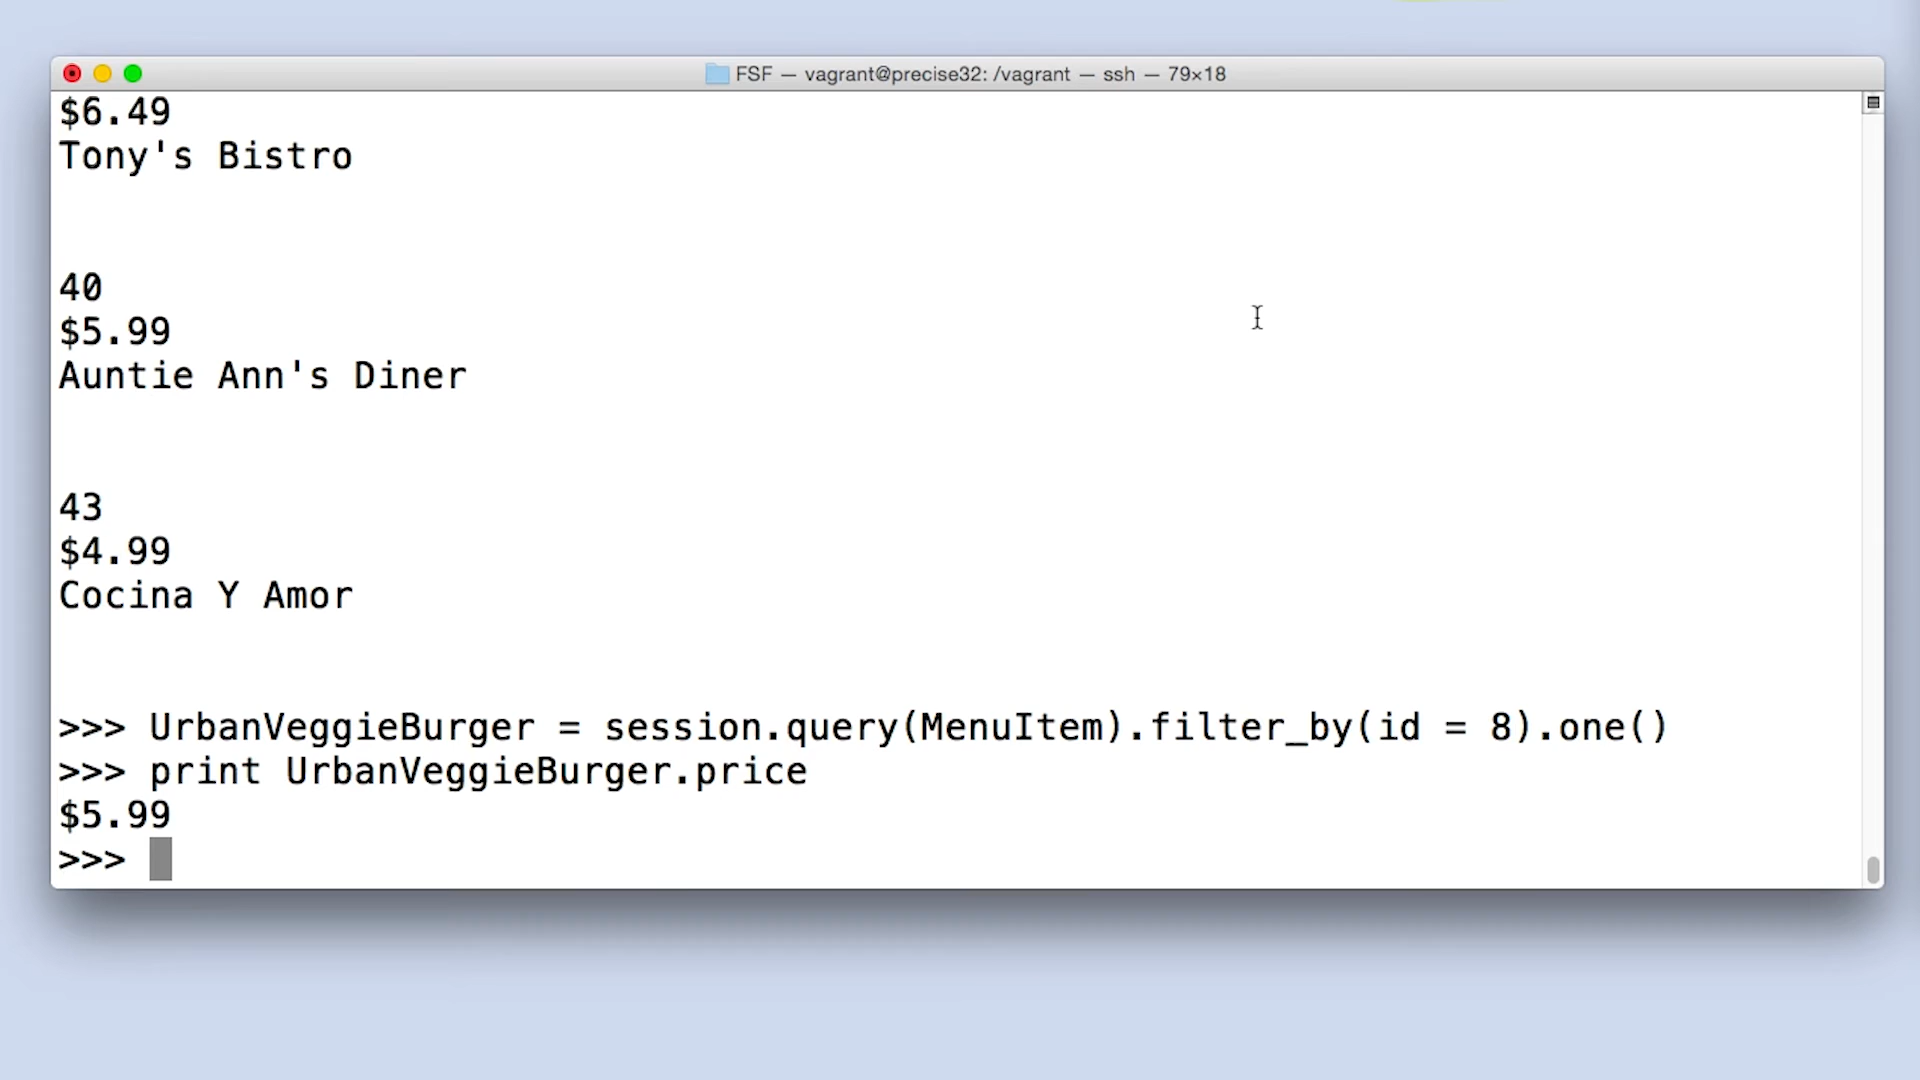 FSF — vagrant@precise32: /vagrant — ssh — 79×18
$6.49
Tony's Bistro
40
$5.99
Auntie Ann's Diner
43
$4.99
Cocina Y Amor
>>> UrbanVeggieBurger = session.query(MenuItem).filter_by(id = 8).one()
>>> print UrbanVeggieBurger.price
$5.99
>>>